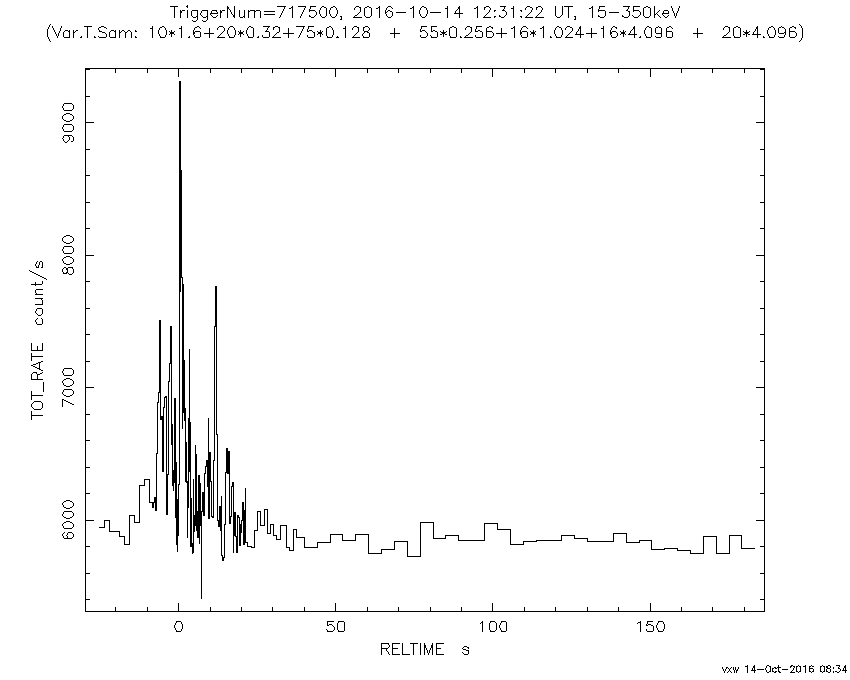 TriggerNum=717500, 2016-10-14 12:31:22 UT, 15-350keV
(Var.T.Sam: 10*1.6+20*0.32+75*0.128 + 55*0.256+16*1.024+16*4.096 + 20*4.096)
9000
8000
7000
6000
TOT_RATE count/s
0 50 100 150
RELTIME s
vxw 14-Oct-2016 08:34